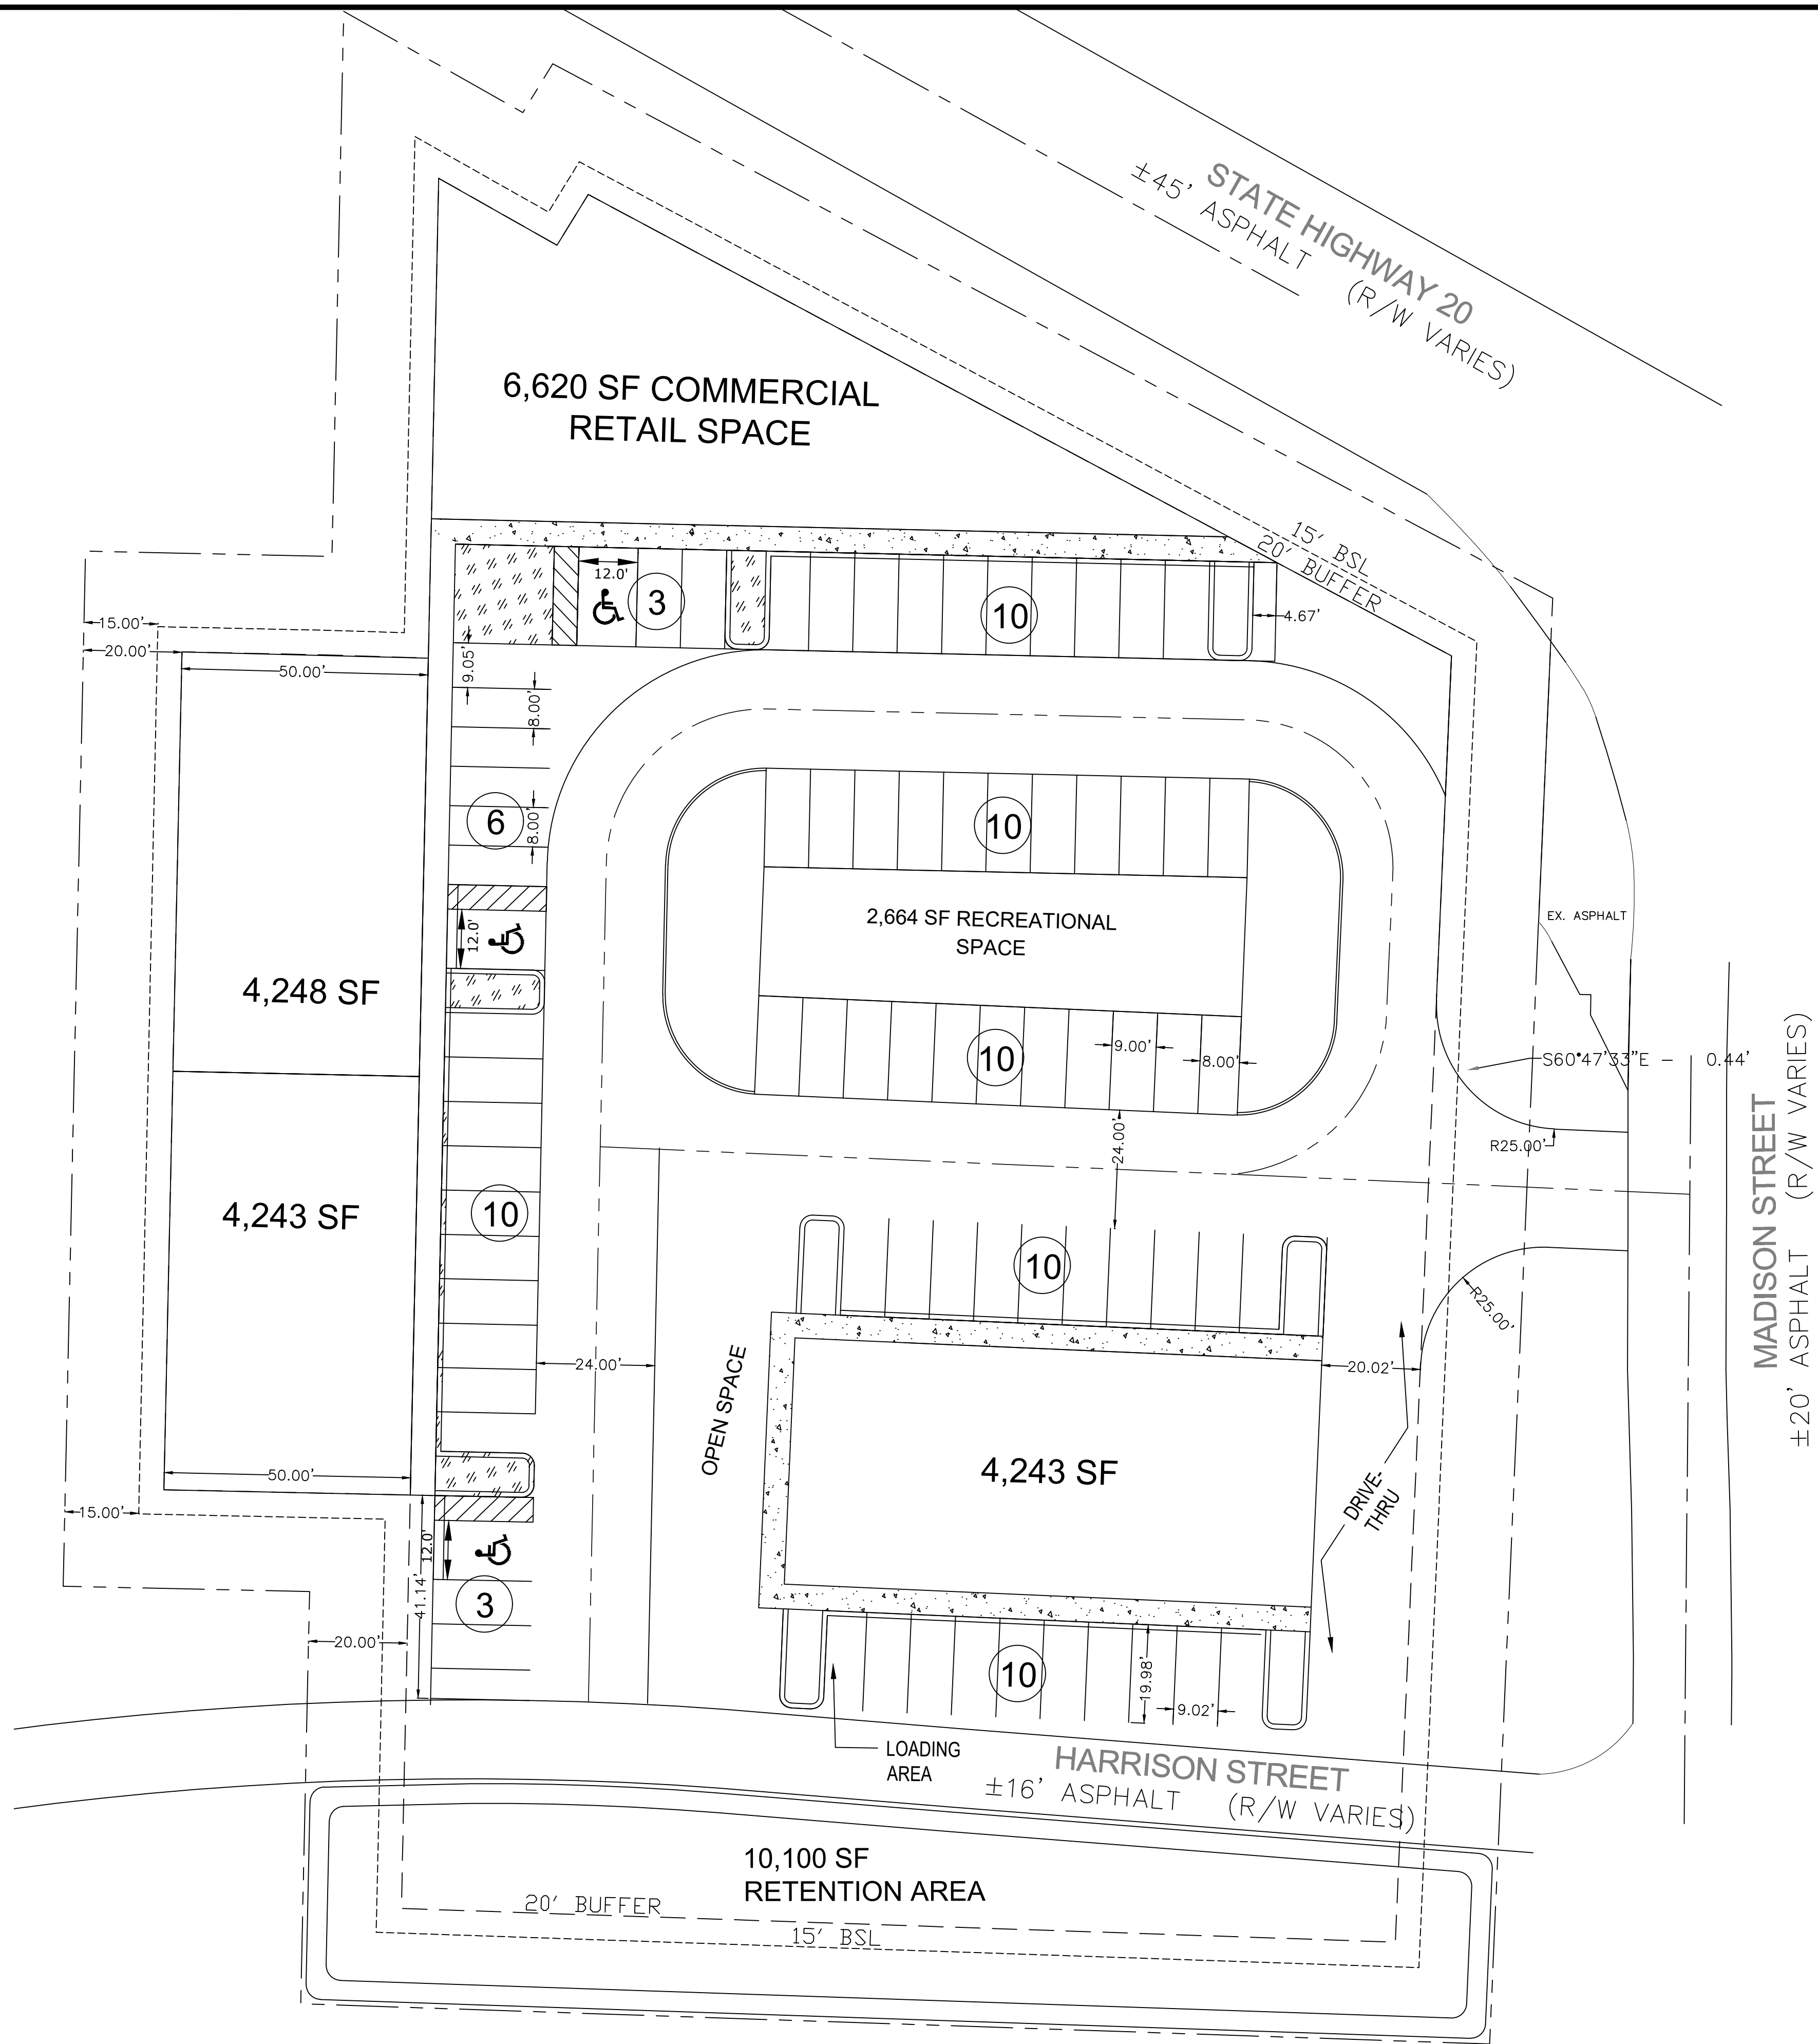 STATE HIGHWAY 20
±45' ASPHALT (R/W VARIES)
6,620 SF COMMERCIAL
RETAIL SPACE
15' BSL
20' BUFFER
12.0'
3
10
4.67'
15.00'
20.00'
50.00'
9.05'
8.00'
6
8.00'
10
2,664 SF RECREATIONAL
SPACE
EX. ASPHALT
12.0'
4,248 SF
10
9.00'
8.00'
S60°47'33"E - 0.44'
R25.00'
24.00'
MADISON STREET
±20' ASPHALT (R/W VARIES)
4,243 SF
10
10
R25.00'
24.00'
OPEN SPACE
20.02'
4,243 SF
DRIVE-
THRU
50.00'
15.00'
12.0'
41.14'
3
20.00'
10
19.98'
9.02'
LOADING
AREA
HARRISON STREET
±16' ASPHALT (R/W VARIES)
10,100 SF
RETENTION AREA
20' BUFFER
15' BSL